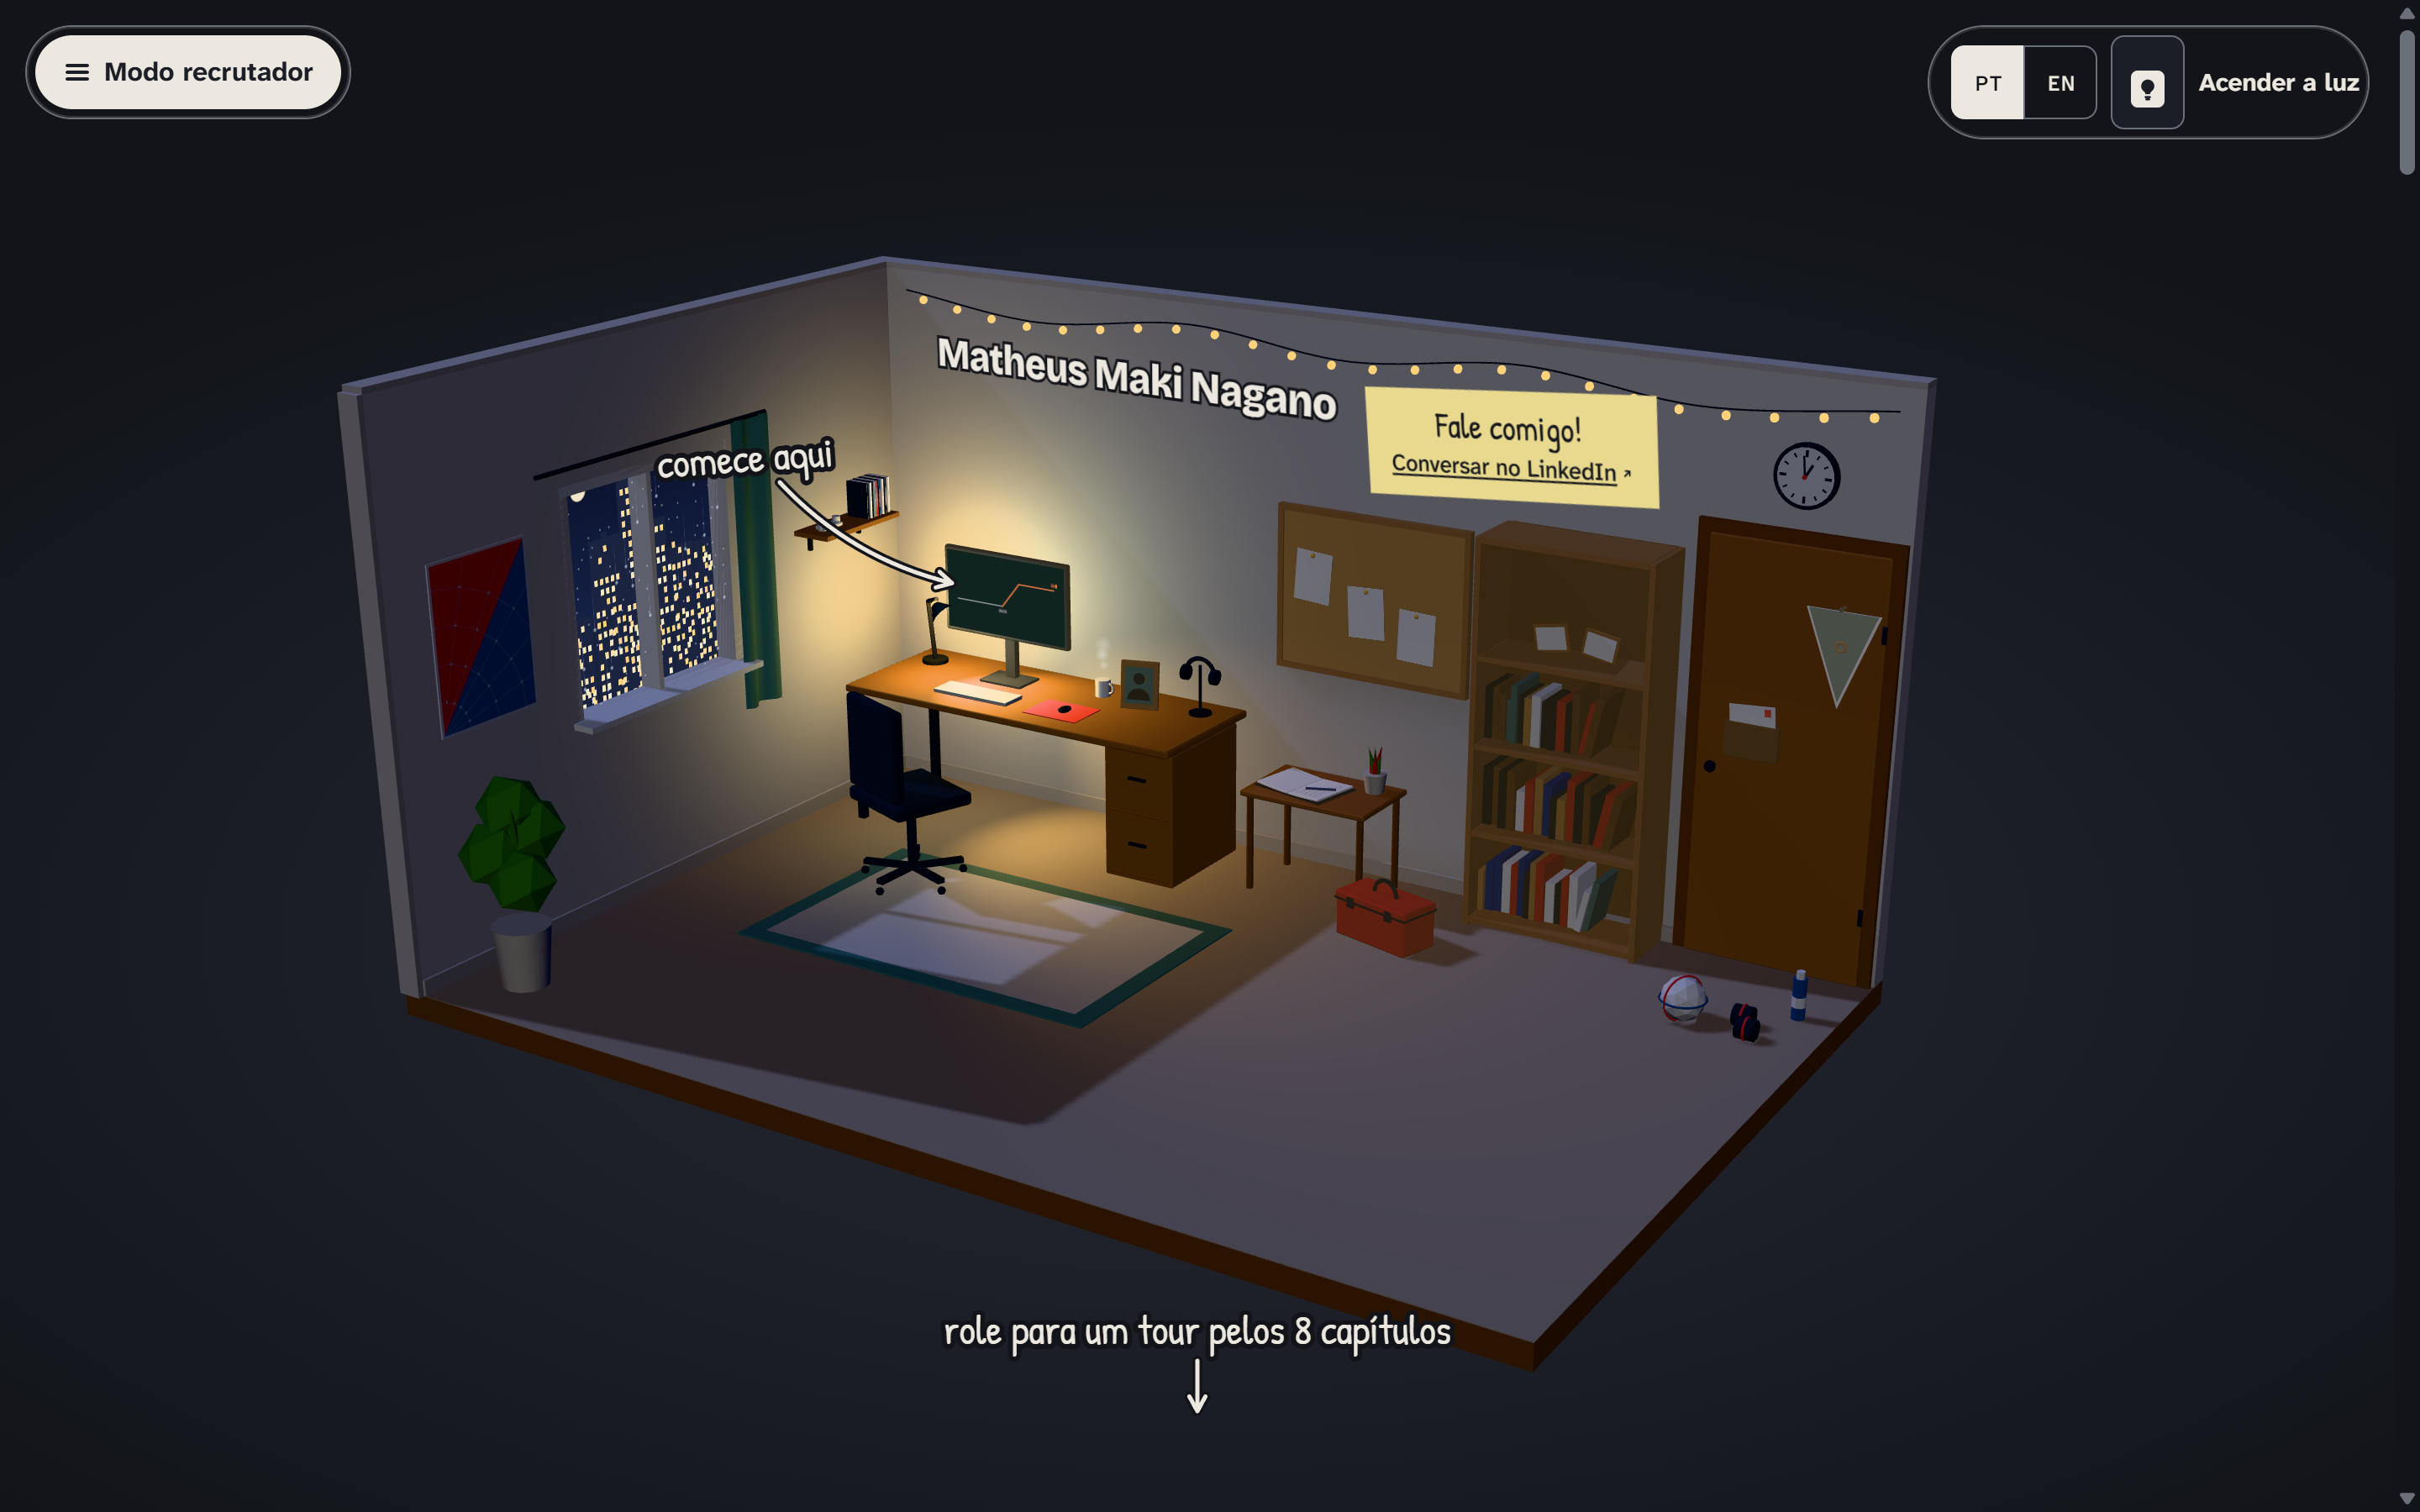 Modo recrutador
PT
EN
Acender a luz
Matheus Maki Nagano
Fale comigo!
Conversar no LinkedIn ↗
comece aqui
role para um tour pelos 8 capítulos